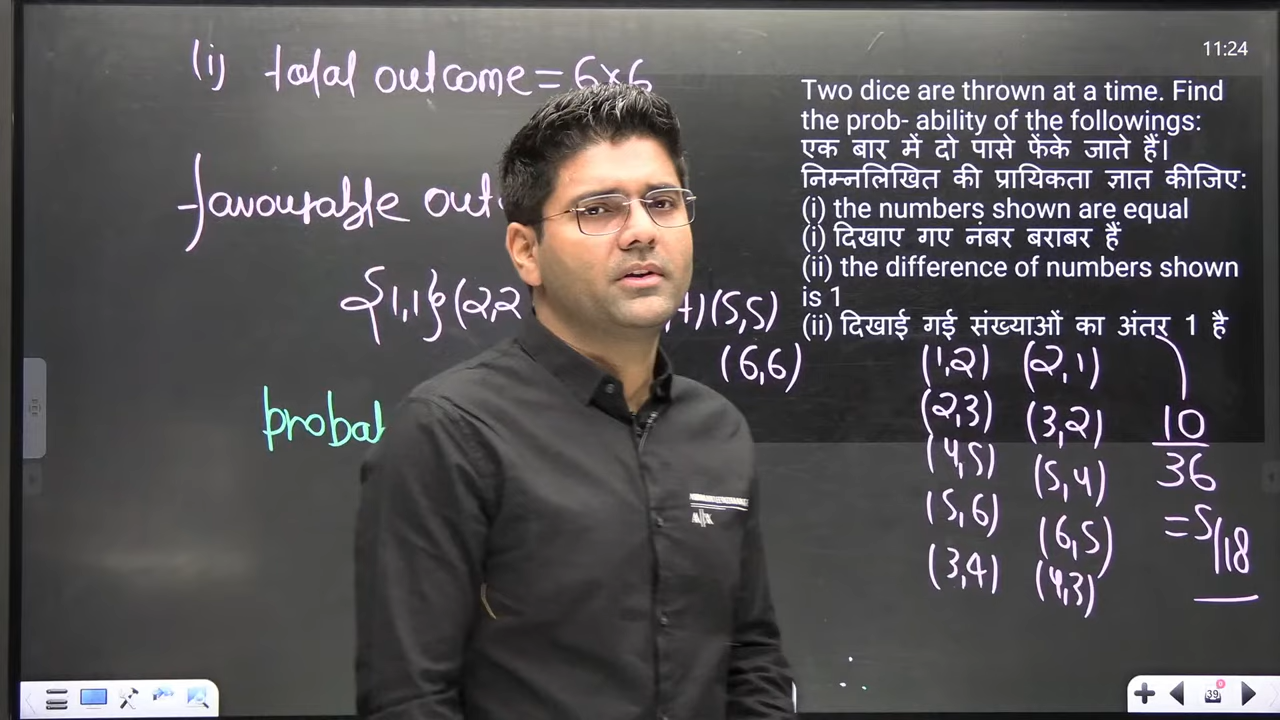 11:24
(i) total outcome = 6×6
favourable out
{1,1} (2,2 (5,5)
(6,6)
probab
Two dice are thrown at a time. Find
the prob- ability of the followings:
एक बार में दो पासे फेंके जाते हैं।
निम्नलिखित की प्रायिकता ज्ञात कीजिए:
(i) the numbers shown are equal
(i) दिखाए गए नंबर बराबर हैं
(ii) the difference of numbers shown
is 1
(ii) दिखाई गई संख्याओं का अंतर 1 है
(1,2) (2,1)
(2,3) (3,2)
(4,5) (5,4)
(5,6) (6,5)
(3,4) (4,3)
10
36
=5/18
39